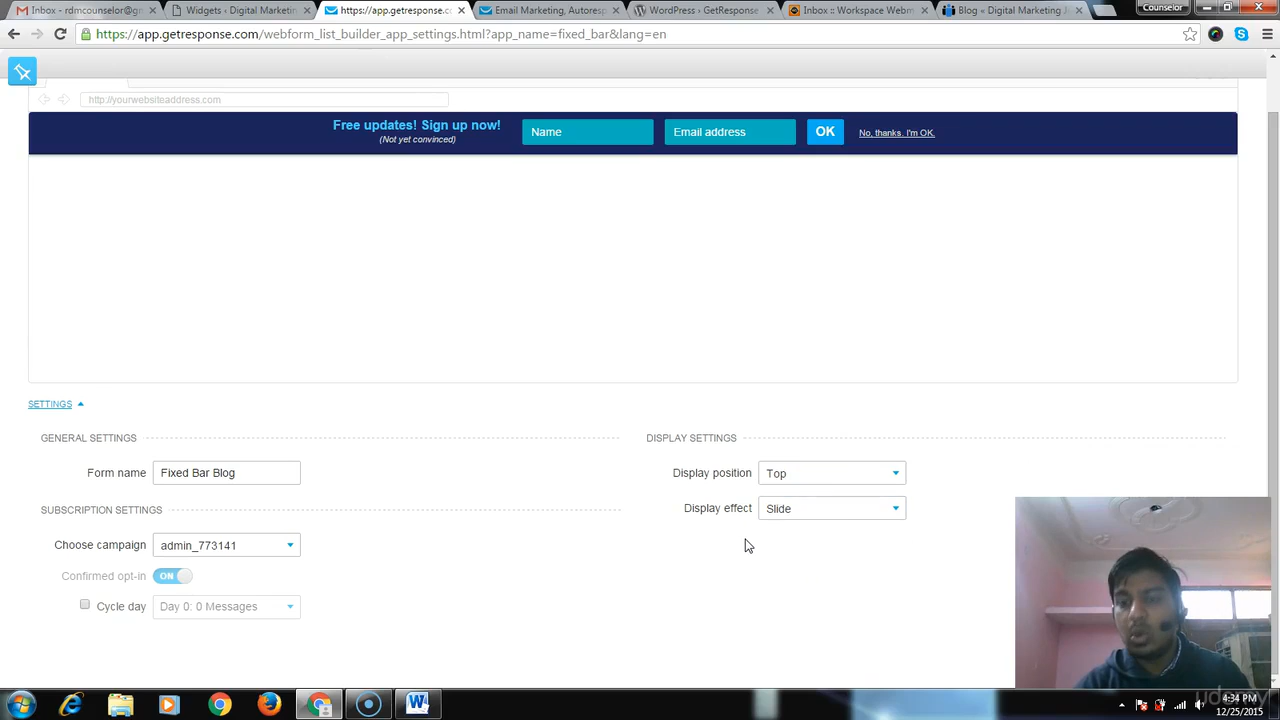 Inbox - rdmcounselor@gm
Widgets ‹ Digital Marketin
https://app.getresponse.co
Email Marketing, Autoresp
WordPress - GetResponse
Inbox :: Workspace Webm
Blog « Digital Marketing J
Counselor
https://app.getresponse.com/webform_list_builder_app_settings.html?app_name=fixed_bar&lang=en
http://yourwebsiteaddress.com
Free updates! Sign up now!
(Not yet convinced)
Name
Email address
OK
No, thanks. I'm OK.
SETTINGS
GENERAL SETTINGS
DISPLAY SETTINGS
Form name
Fixed Bar Blog
Display position
Top
SUBSCRIPTION SETTINGS
Display effect
Slide
Choose campaign
admin_773141
Confirmed opt-in
ON
Cycle day
Day 0: 0 Messages
udemy
4:34 PM
12/25/2015